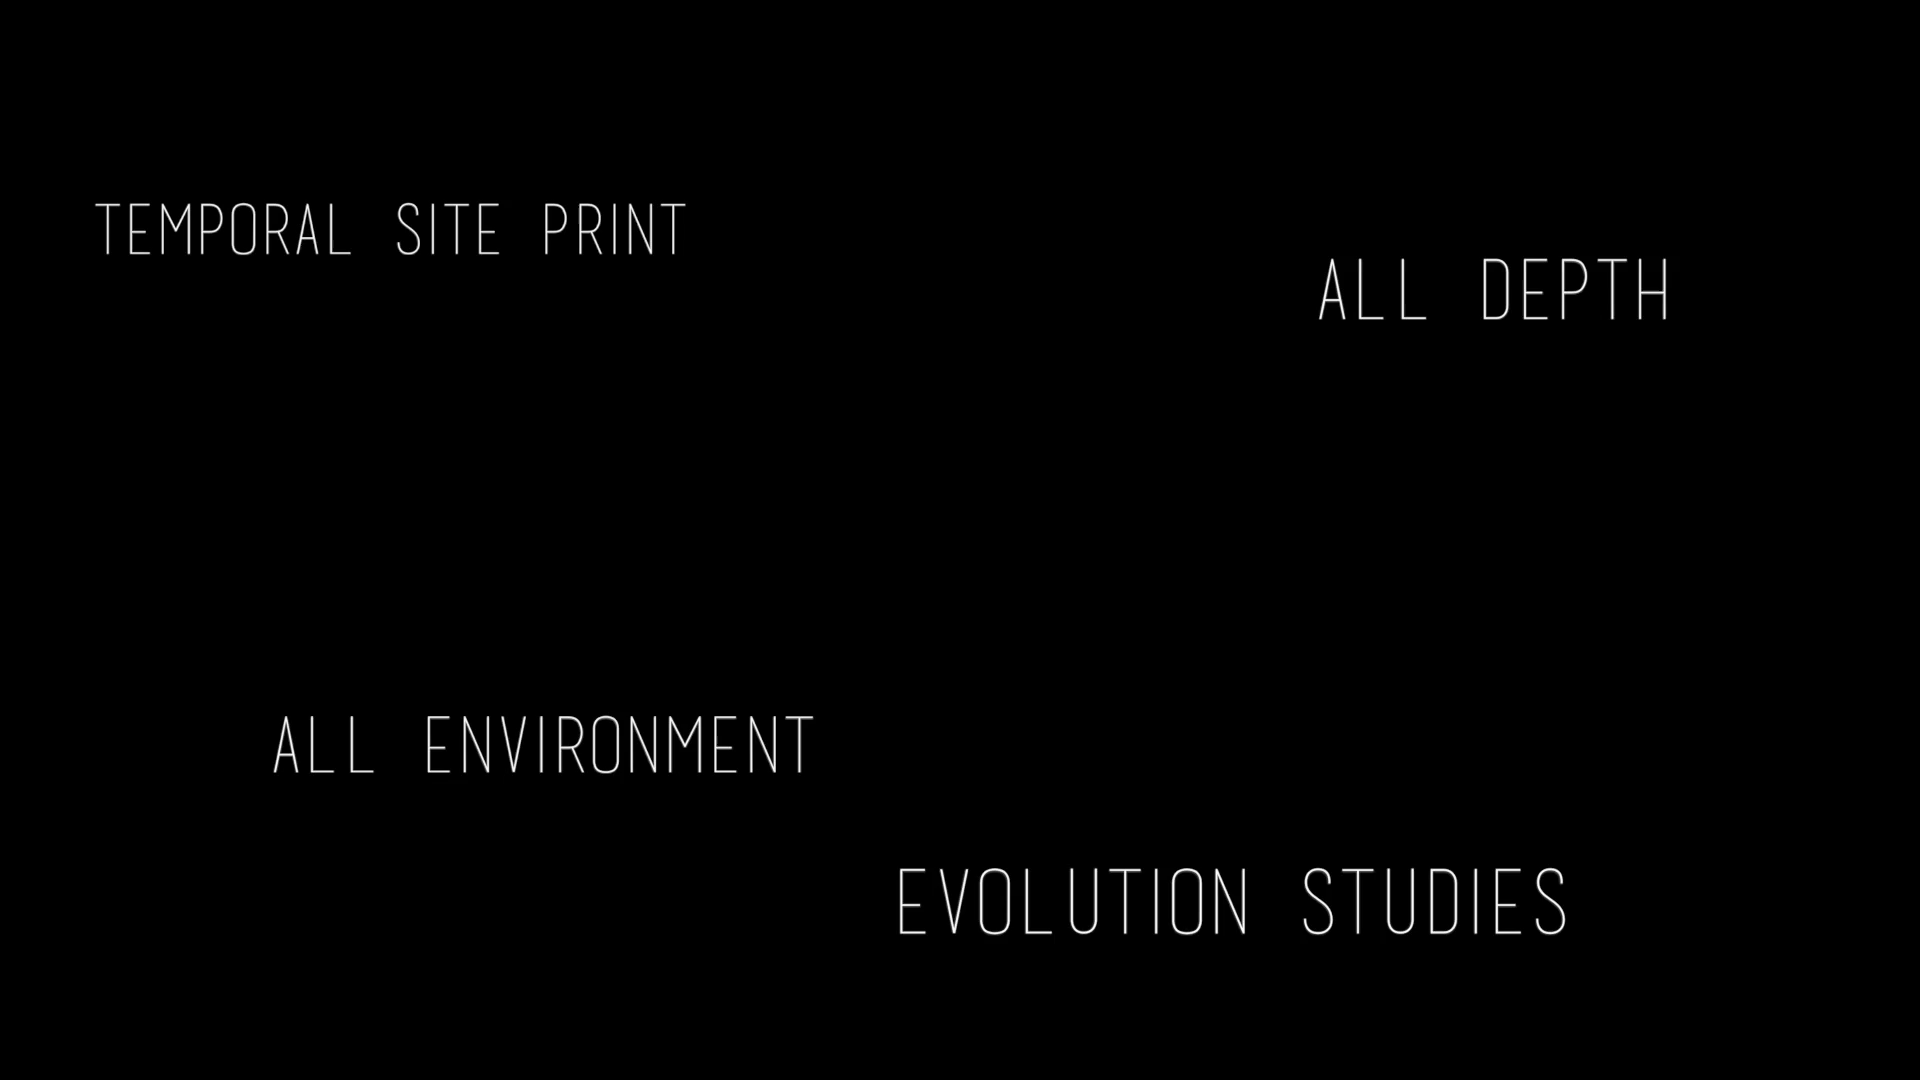 TEMPORAL SITE PRINT
ALL DEPTH
ALL ENVIRONMENT
EVOLUTION STUDIES